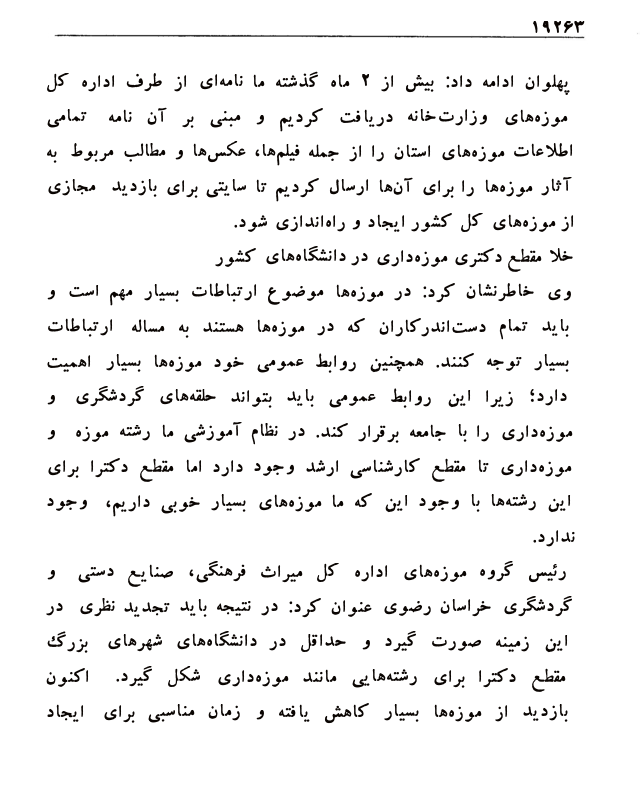 ۱۹۲۶۳
پهلوان ادامه داد: بیش از ۲ ماه گذشته ما نامه‌ای از طرف اداره کل
موزه‌های وزارت‌خانه دریافت کردیم و مبنی بر آن نامه تمامی
اطلاعات موزه‌های استان را از جمله فیلم‌ها، عکس‌ها و مطالب مربوط به
آثار موزه‌ها را برای آن‌ها ارسال کردیم تا سایتی برای بازدید مجازی
از موزه‌های کل کشور ایجاد و راه‌اندازی شود.
خلا مقطع دکتری موزه‌داری در دانشگاه‌های کشور
وی خاطرنشان کرد: در موزه‌ها موضوع ارتباطات بسیار مهم است و
باید تمام دست‌اندرکاران که در موزه‌ها هستند به مساله ارتباطات
بسیار توجه کنند. همچنین روابط عمومی خود موزه‌ها بسیار اهمیت
دارد؛ زیرا این روابط عمومی باید بتواند حلقه‌های گردشگری و
موزه‌داری را با جامعه برقرار کند. در نظام آموزشی ما رشته موزه و
موزه‌داری تا مقطع کارشناسی ارشد وجود دارد اما مقطع دکترا برای
این رشته‌ها با وجود این که ما موزه‌های بسیار خوبی داریم، وجود
ندارد.
رئیس گروه موزه‌های اداره کل میراث فرهنگی، صنایع دستی و
گردشگری خراسان رضوی عنوان کرد: در نتیجه باید تجدید نظری در
این زمینه صورت گیرد و حداقل در دانشگاه‌های شهرهای بزرگ
مقطع دکترا برای رشته‌هایی مانند موزه‌داری شکل گیرد. اکنون
بازدید از موزه‌ها بسیار کاهش یافته و زمان مناسبی برای ایجاد